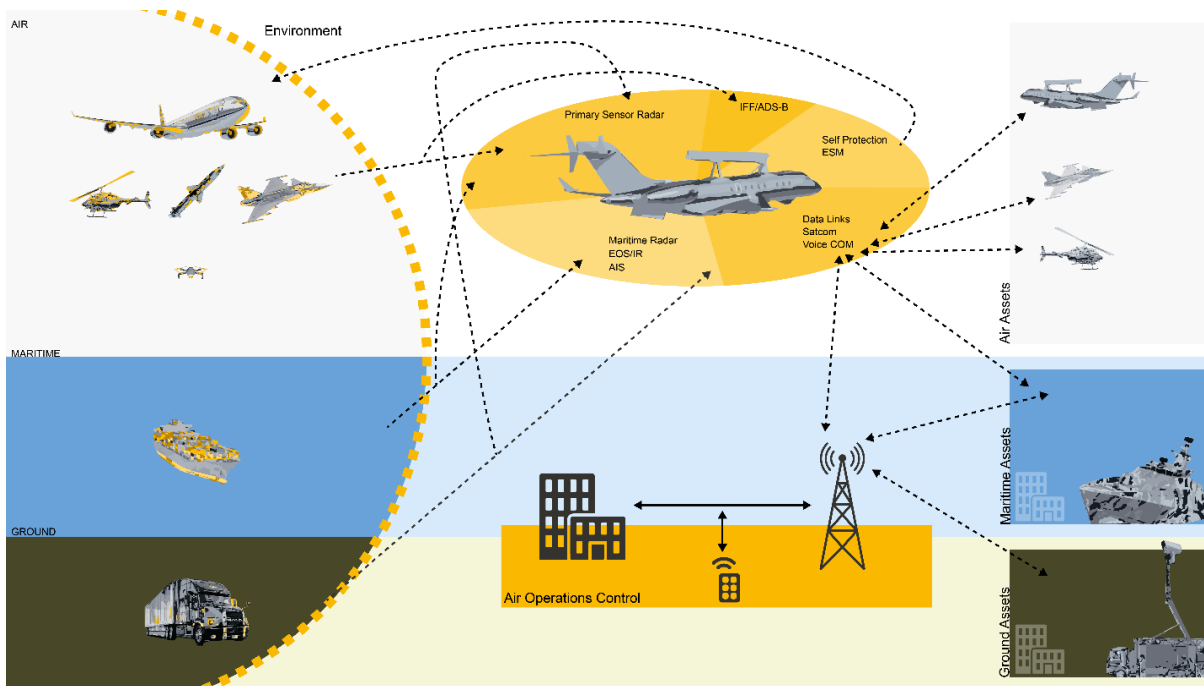 AIR
Environment
Primary Sensor Radar
IFF/ADS-B
Self Protection
ESM
Data Links
Satcom
Voice COM
Maritime Radar
EOS/IR
AIS
Air Assets
MARITIME
Maritime Assets
GROUND
Air Operations Control
Ground Assets